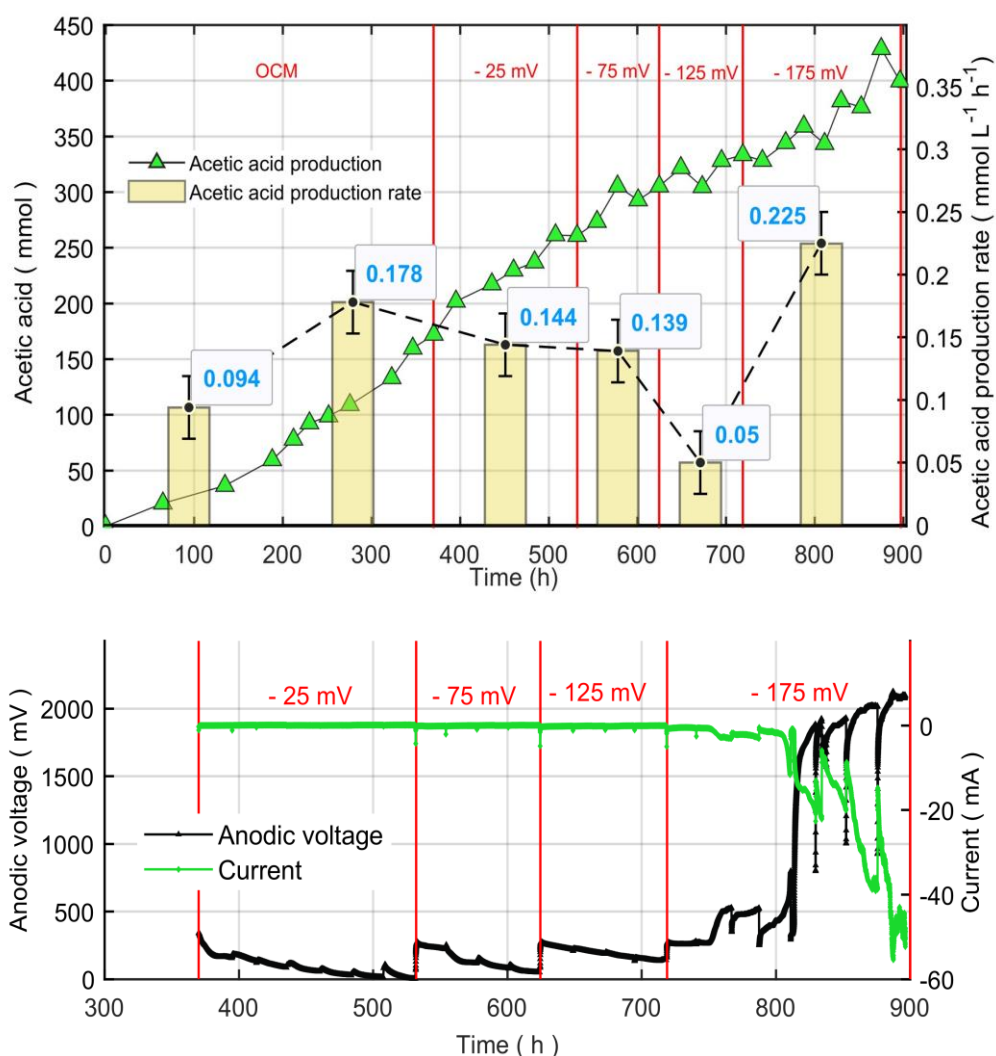 450
400
350
300
250
200
150
100
50
0
Acetic acid ( mmol)
OCM
- 25 mV
- 75 mV
- 125 mV
- 175 mV
Acetic acid production
Acetic acid production rate
0.094
0.178
0.144
0.139
0.05
0.225
0.35
0.3
0.25
0.2
0.15
0.1
0.05
0
Acetic acid production rate ( mmol L⁻¹ h⁻¹)
0 100 200 300 400 500 600 700 800 900
Time (h)
- 25 mV
- 75 mV
- 125 mV
- 175 mV
2000
1500
1000
500
0
Anodic voltage ( mV)
Anodic voltage
Current
0
-20
-40
-60
Current ( mA)
300 400 500 600 700 800 900
Time ( h )